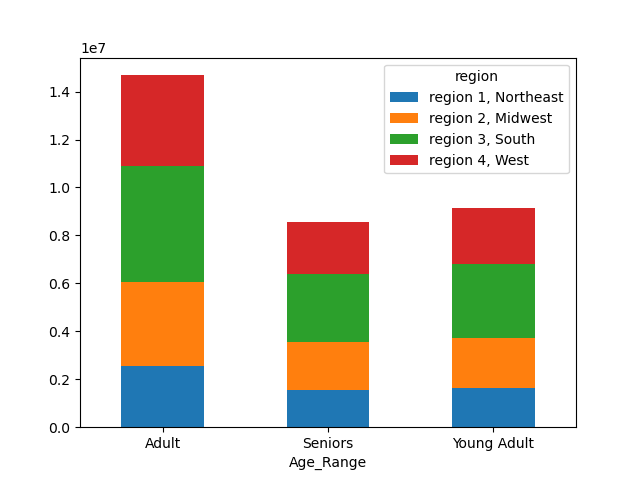 1e7
1.4
1.2
1.0
0.8
0.6
0.4
0.2
0.0
region
region 1, Northeast
region 2, Midwest
region 3, South
region 4, West
Adult Seniors Young Adult
Age_Range